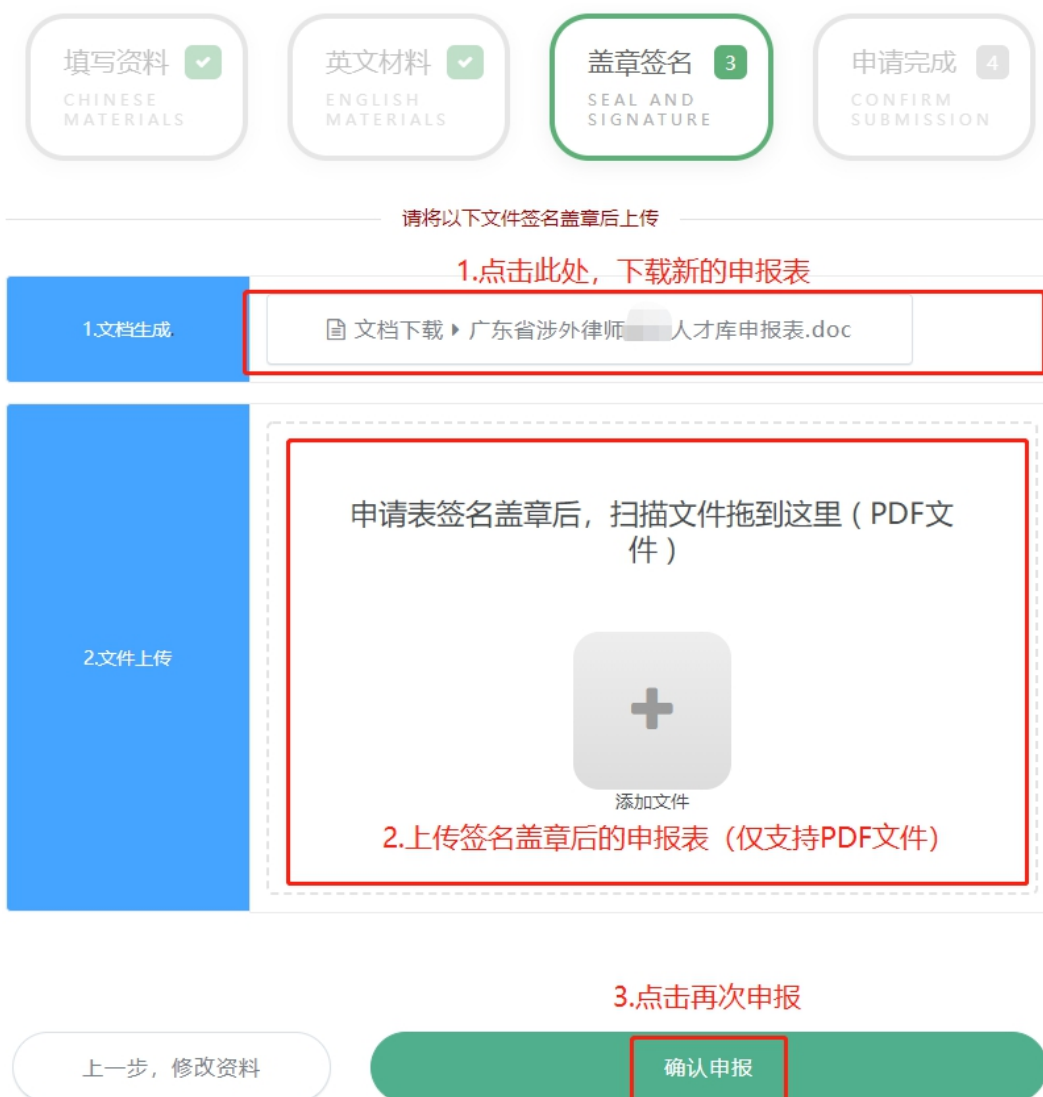 填写资料
CHINESE
MATERIALS
英文材料
ENGLISH
MATERIALS
盖章签名 3
SEAL AND
SIGNATURE
申请完成 4
CONFIRM
SUBMISSION
请将以下文件签名盖章后上传
1.点击此处，下载新的申报表
1.文档生成
文档下载 广东省涉外律师 人才库申报表.doc
申请表签名盖章后，扫描文件拖到这里（PDF文
件）
2.文件上传
添加文件
2.上传签名盖章后的申报表（仅支持PDF文件）
3.点击再次申报
上一步，修改资料
确认申报